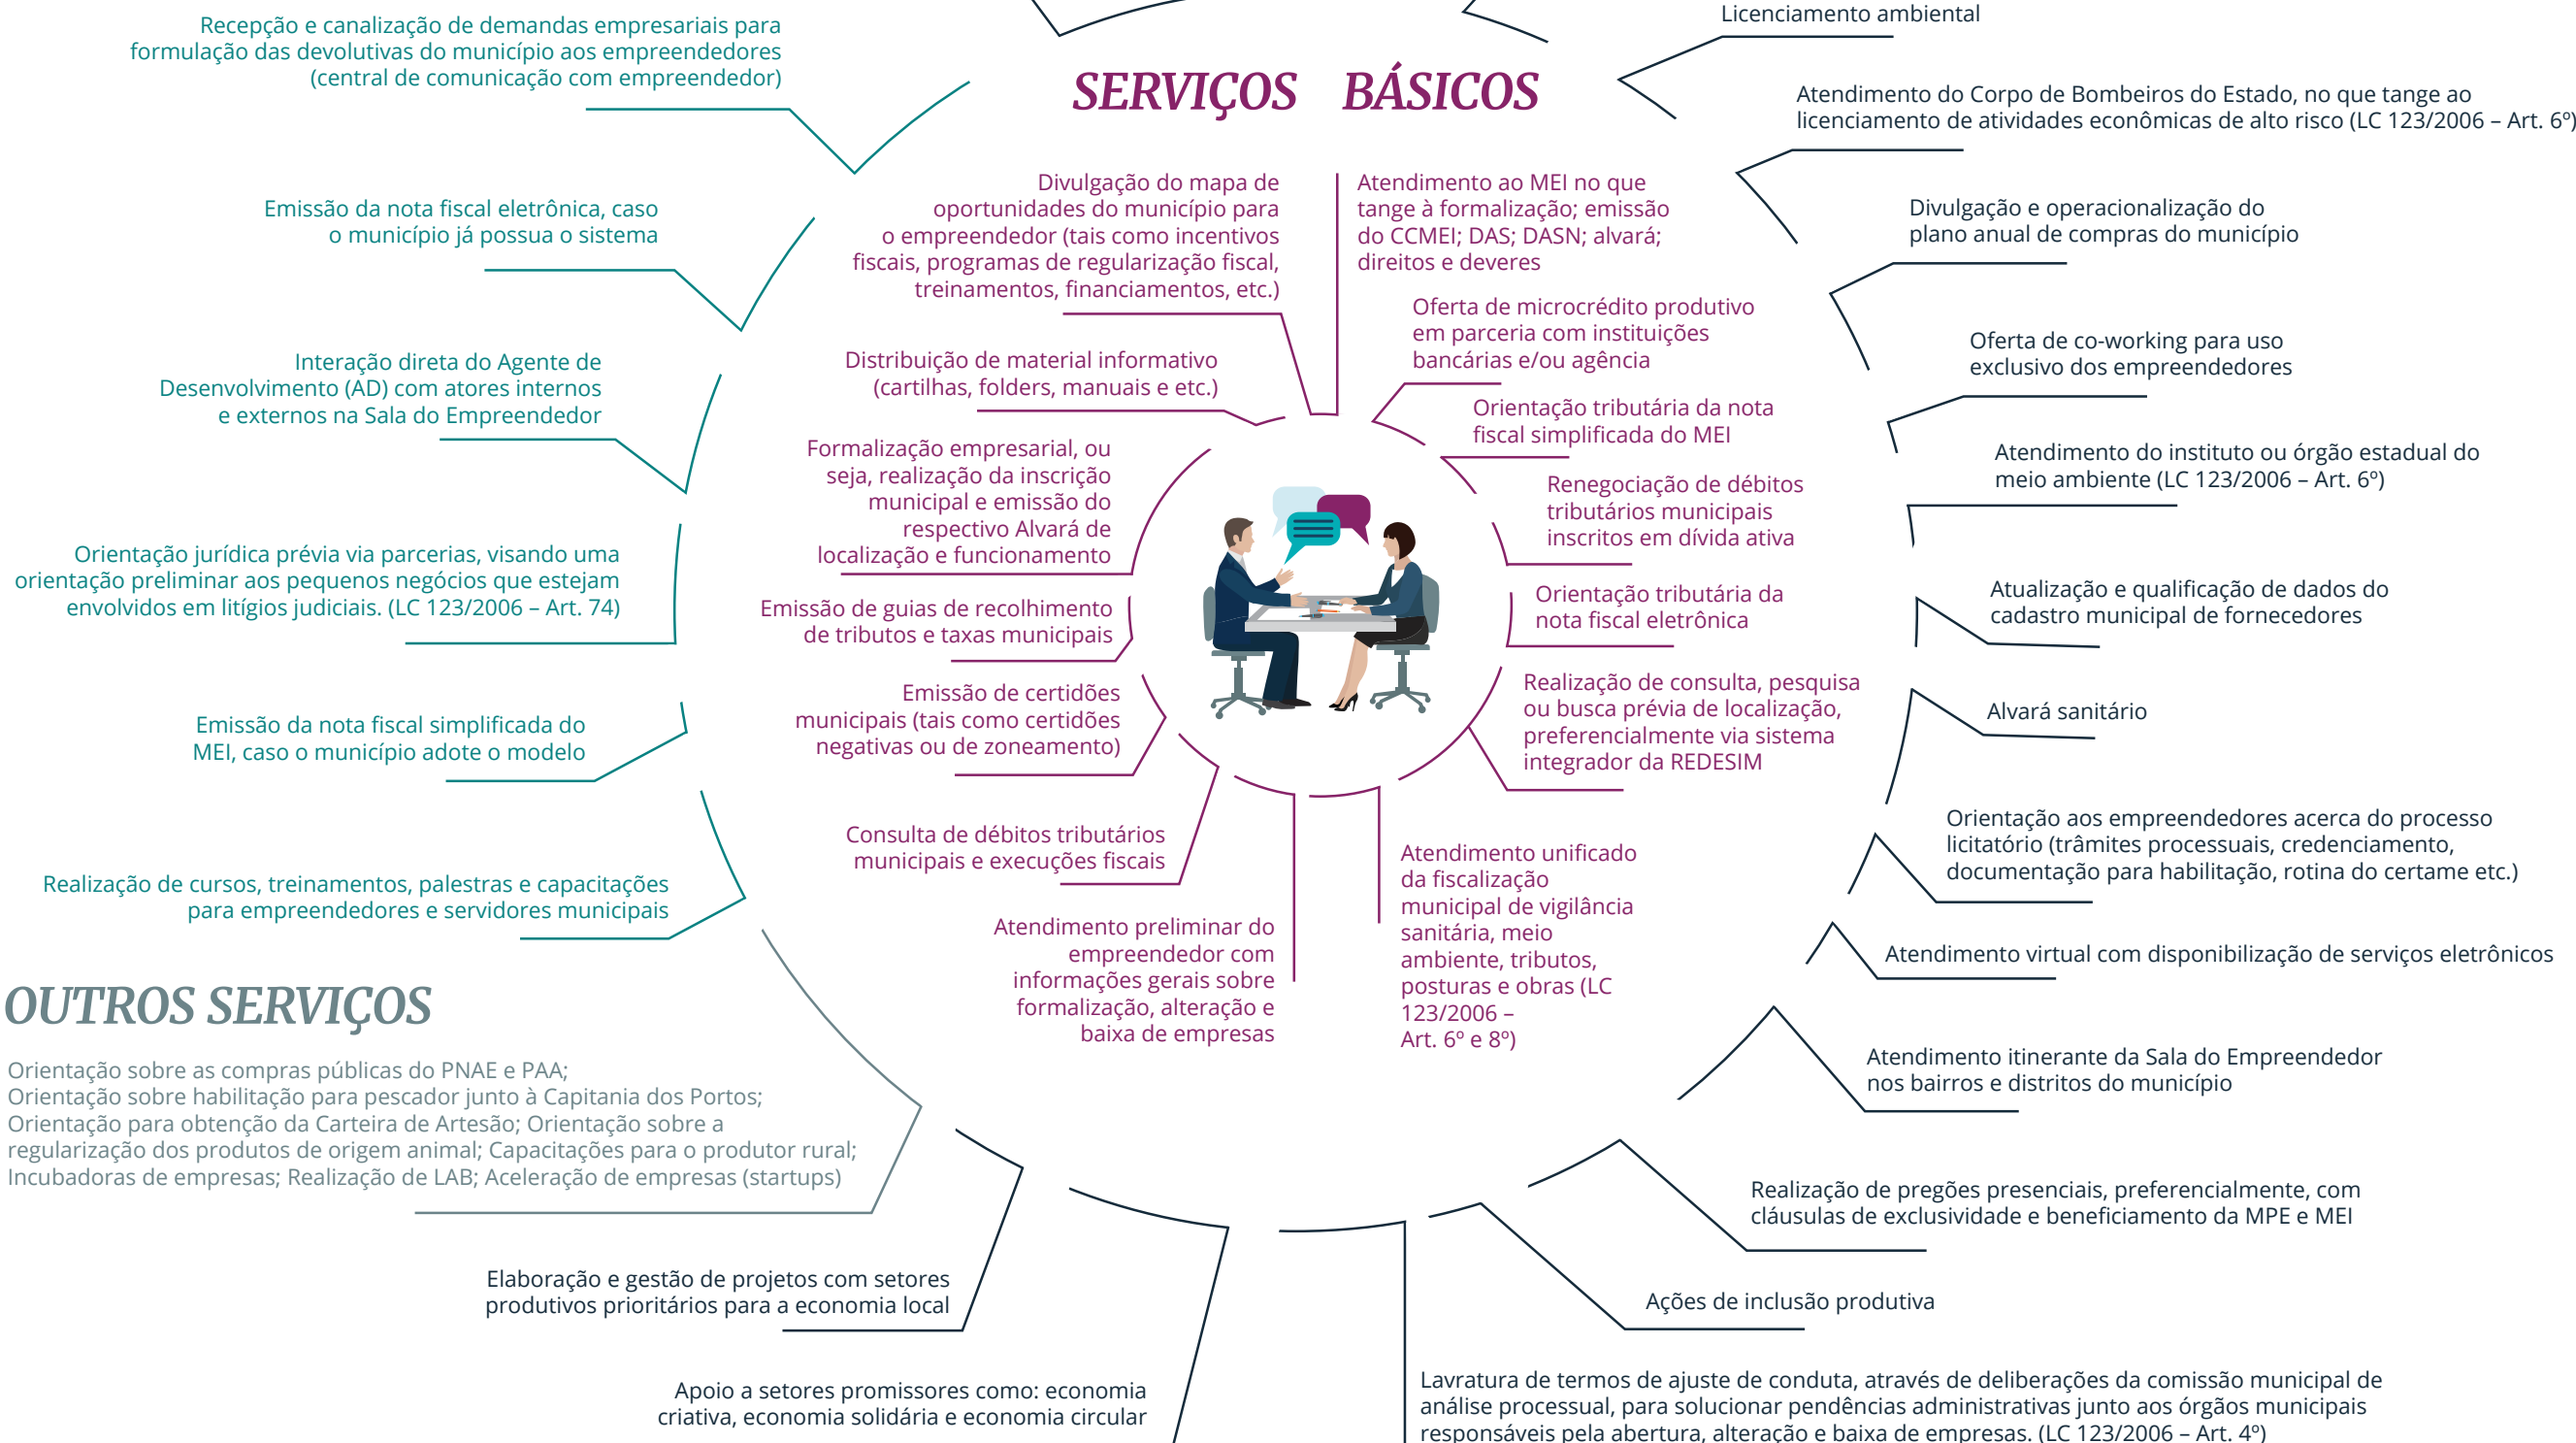 Recepção e canalização de demandas empresariais para
formulação das devolutivas do município aos empreendedores
(central de comunicação com empreendedor)
Emissão da nota fiscal eletrônica, caso
o município já possua o sistema
Interação direta do Agente de
Desenvolvimento (AD) com atores internos
e externos na Sala do Empreendedor
Orientação jurídica prévia via parcerias, visando uma
orientação preliminar aos pequenos negócios que estejam
envolvidos em litígios judiciais. (LC 123/2006 – Art. 74)
Emissão da nota fiscal simplificada do
MEI, caso o município adote o modelo
Realização de cursos, treinamentos, palestras e capacitações
para empreendedores e servidores municipais
OUTROS SERVIÇOS
Orientação sobre as compras públicas do PNAE e PAA;
Orientação sobre habilitação para pescador junto à Capitania dos Portos;
Orientação para obtenção da Carteira de Artesão; Orientação sobre a
regularização dos produtos de origem animal; Capacitações para o produtor rural;
Incubadoras de empresas; Realização de LAB; Aceleração de empresas (startups)
Elaboração e gestão de projetos com setores
produtivos prioritários para a economia local
Apoio a setores promissores como: economia
criativa, economia solidária e economia circular
SERVIÇOS BÁSICOS
Divulgação do mapa de
oportunidades do município para
o empreendedor (tais como incentivos
fiscais, programas de regularização fiscal,
treinamentos, financiamentos, etc.)
Distribuição de material informativo
(cartilhas, folders, manuais e etc.)
Formalização empresarial, ou
seja, realização da inscrição
municipal e emissão do
respectivo Alvará de
localização e funcionamento
Emissão de guias de recolhimento
de tributos e taxas municipais
Emissão de certidões
municipais (tais como certidões
negativas ou de zoneamento)
Consulta de débitos tributários
municipais e execuções fiscais
Atendimento preliminar do
empreendedor com
informações gerais sobre
formalização, alteração e
baixa de empresas
Atendimento ao MEI no que
tange à formalização; emissão
do CCMEI; DAS; DASN; alvará;
direitos e deveres
Oferta de microcrédito produtivo
em parceria com instituições
bancárias e/ou agência
Orientação tributária da nota
fiscal simplificada do MEI
Renegociação de débitos
tributários municipais
inscritos em dívida ativa
Orientação tributária da
nota fiscal eletrônica
Realização de consulta, pesquisa
ou busca prévia de localização,
preferencialmente via sistema
integrador da REDESIM
Atendimento unificado
da fiscalização
municipal de vigilância
sanitária, meio
ambiente, tributos,
posturas e obras (LC
123/2006 –
Art. 6º e 8º)
Licenciamento ambiental
Atendimento do Corpo de Bombeiros do Estado, no que tange ao
licenciamento de atividades econômicas de alto risco (LC 123/2006 – Art. 6º)
Divulgação e operacionalização do
plano anual de compras do município
Oferta de co-working para uso
exclusivo dos empreendedores
Atendimento do instituto ou órgão estadual do
meio ambiente (LC 123/2006 – Art. 6º)
Atualização e qualificação de dados do
cadastro municipal de fornecedores
Alvará sanitário
Orientação aos empreendedores acerca do processo
licitatório (trâmites processuais, credenciamento,
documentação para habilitação, rotina do certame etc.)
Atendimento virtual com disponibilização de serviços eletrônicos
Atendimento itinerante da Sala do Empreendedor
nos bairros e distritos do município
Realização de pregões presenciais, preferencialmente, com
cláusulas de exclusividade e beneficiamento da MPE e MEI
Ações de inclusão produtiva
Lavratura de termos de ajuste de conduta, através de deliberações da comissão municipal de
análise processual, para solucionar pendências administrativas junto aos órgãos municipais
responsáveis pela abertura, alteração e baixa de empresas. (LC 123/2006 – Art. 4º)